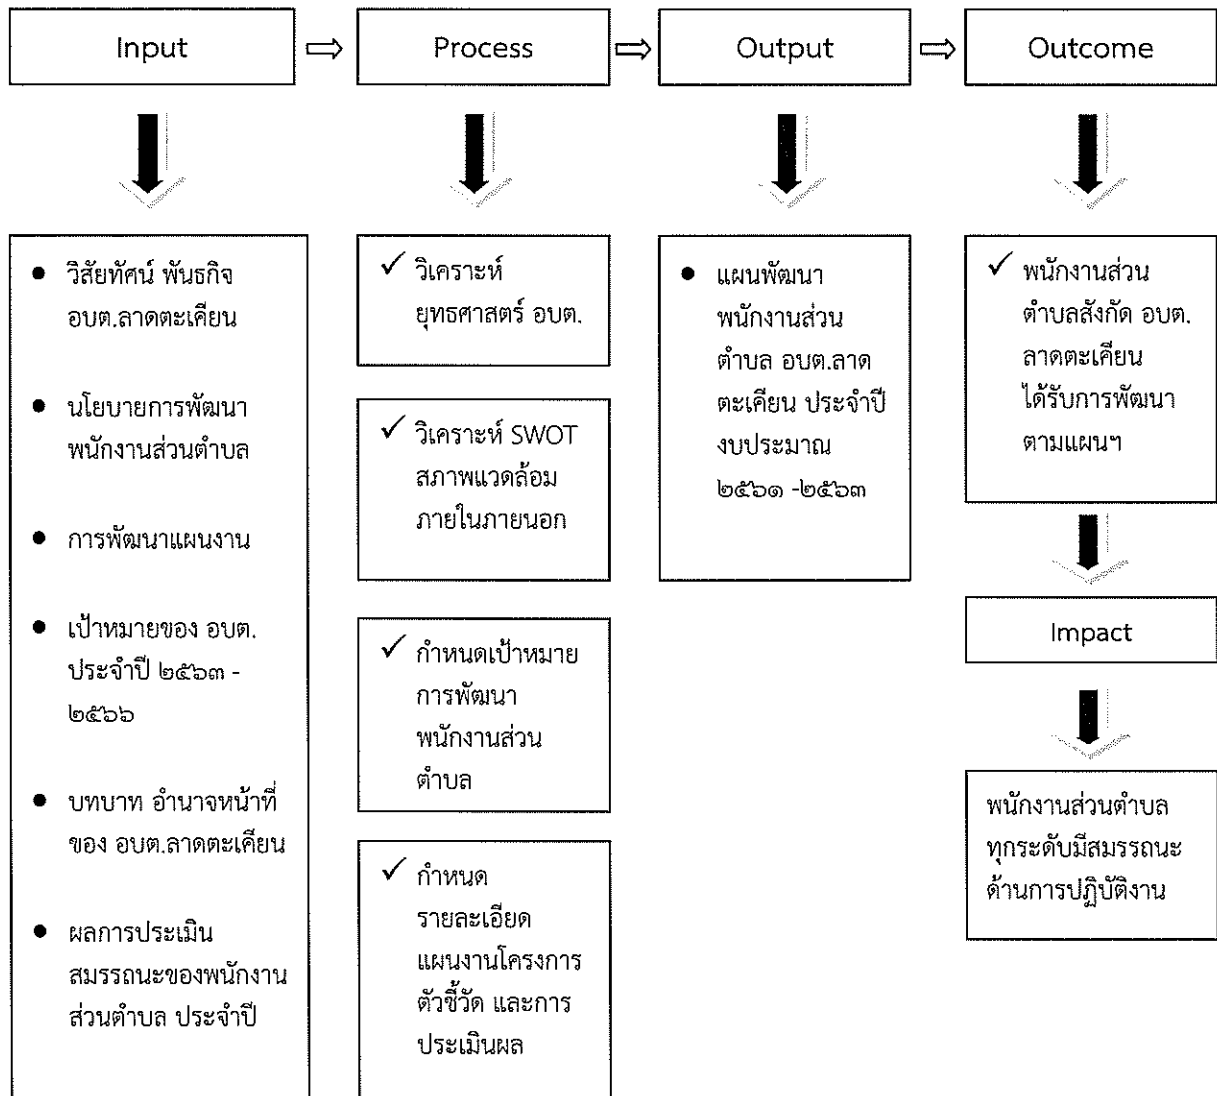 Input
Process
Output
Outcome
วิสัยทัศน์ พันธกิจ
อบต.ลาดตะเคียน
นโยบายการพัฒนา
พนักงานส่วนตำบล
การพัฒนาแผนงาน
เป้าหมายของ อบต.
ประจำปี ๒๕๖๓ -
๒๕๖๖
บทบาท อำนาจหน้าที่
ของ อบต.ลาดตะเคียน
ผลการประเมิน
สมรรถนะของพนักงาน
ส่วนตำบล ประจำปี
วิเคราะห์
ยุทธศาสตร์ อบต.
วิเคราะห์ SWOT
สภาพแวดล้อม
ภายในภายนอก
กำหนดเป้าหมาย
การพัฒนา
พนักงานส่วน
ตำบล
กำหนด
รายละเอียด
แผนงานโครงการ
ตัวชี้วัด และการ
ประเมินผล
แผนพัฒนา
พนักงานส่วน
ตำบล อบต.ลาด
ตะเคียน ประจำปี
งบประมาณ
๒๕๖๑ -๒๕๖๓
พนักงานส่วน
ตำบลสังกัด อบต.
ลาดตะเคียน
ได้รับการพัฒนา
ตามแผนฯ
Impact
พนักงานส่วนตำบล
ทุกระดับมีสมรรถนะ
ด้านการปฏิบัติงาน